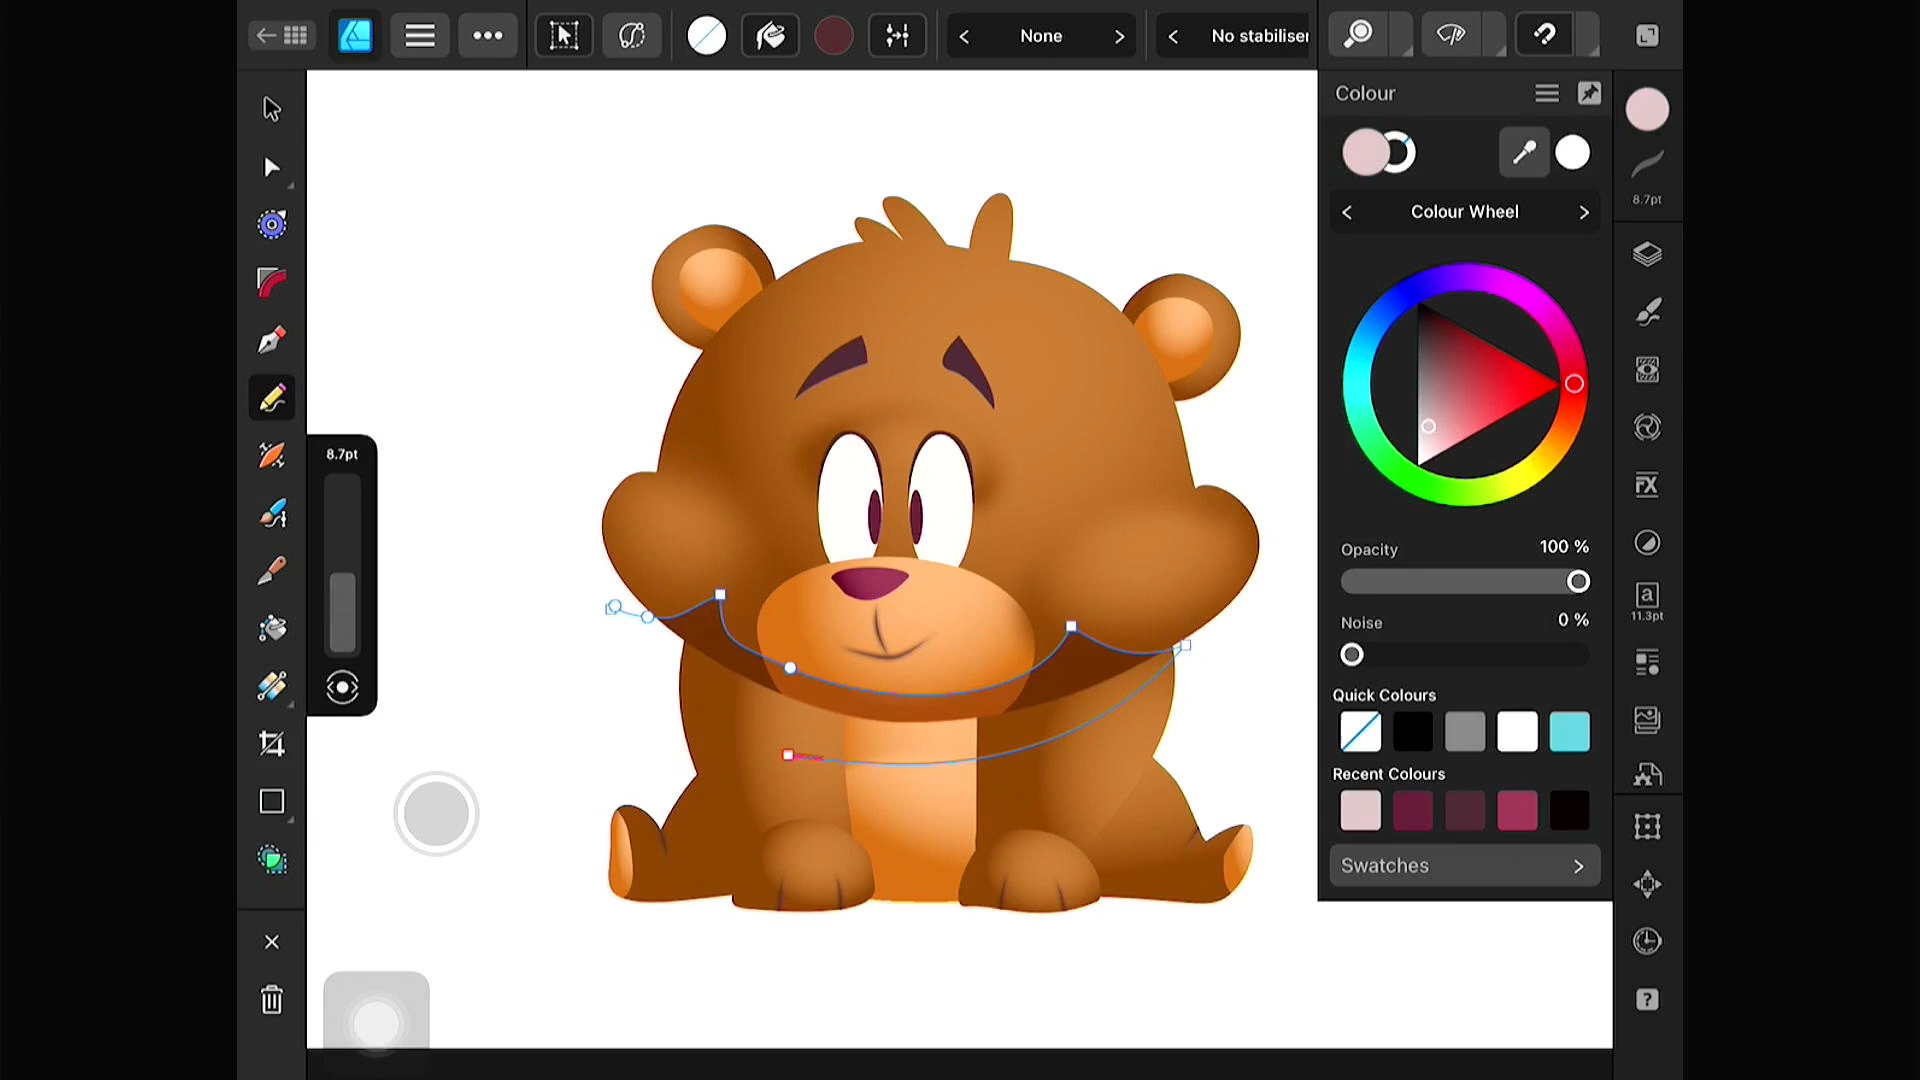 None
No stabiliser
Colour
8.7pt
Colour Wheel
8.7pt
FX
Opacity
100 %
a
11.3pt
Noise
0 %
Quick Colours
Recent Colours
Swatches
?